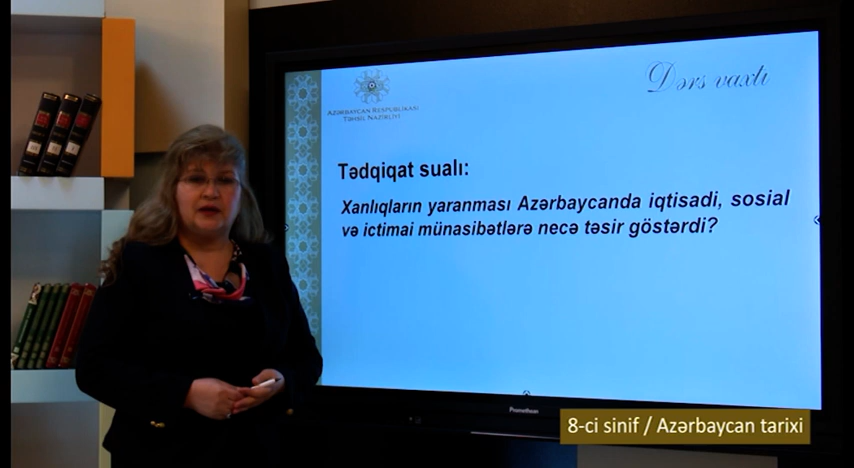 Dərs vaxtı
AZƏRBAYCAN RESPUBLİKASI
TƏHSİL NAZİRLİYİ
Tədqiqat sualı:
Xanlıqların yaranması Azərbaycanda iqtisadi, sosial
və ictimai münasibətlərə necə təsir göstərdi?
Promethean
8-ci sinif / Azərbaycan tarixi